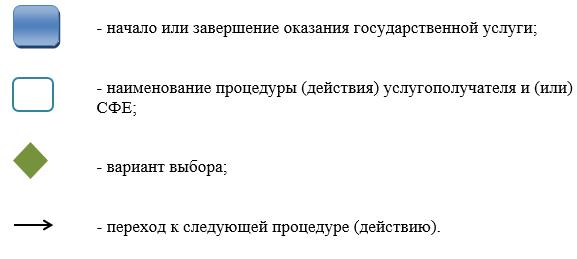 - начало или завершение оказания государственной услуги;
- наименование процедуры (действия) услугополучателя и (или)
СФЕ;
- вариант выбора;
- переход к следующей процедуре (действию).